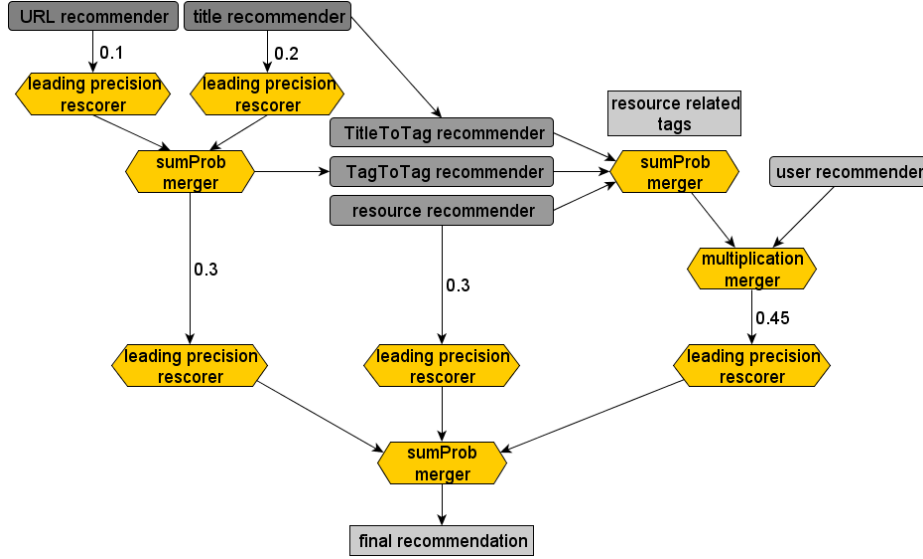 URL recommender
title recommender
0.1
0.2
leading precision
rescorer
leading precision
rescorer
resource related
tags
TitleToTag recommender
sumProb
merger
TagToTag recommender
sumProb
merger
user recommender
resource recommender
multiplication
merger
0.3
0.3
0.45
leading precision
rescorer
leading precision
rescorer
leading precision
rescorer
sumProb
merger
final recommendation